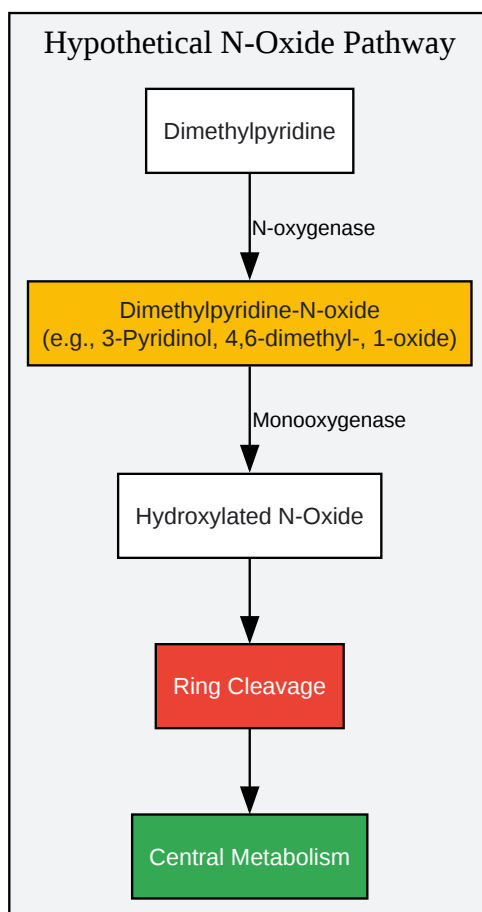 Hypothetical N-Oxide Pathway
Dimethylpyridine
N-oxygenase
Dimethylpyridine-N-oxide
(e.g., 3-Pyridinol, 4,6-dimethyl-, 1-oxide)
Monooxygenase
Hydroxylated N-Oxide
Ring Cleavage
Central Metabolism